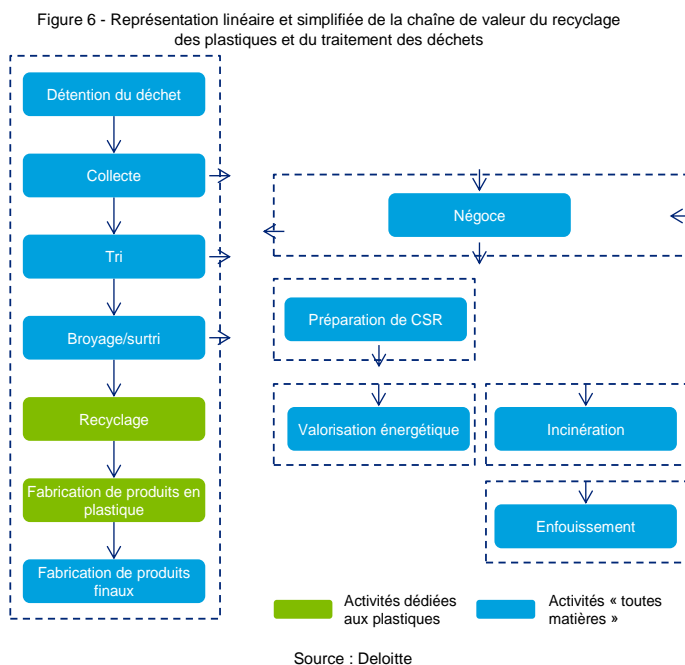 Figure 6 - Représentation linéaire et simplifiée de la chaîne de valeur du recyclage
des plastiques et du traitement des déchets
Détention du déchet
Collecte
Négoce
Tri
Préparation de CSR
Broyage/surtri
Recyclage
Valorisation énergétique
Incinération
Fabrication de produits en
plastique
Enfouissement
Fabrication de produits
finaux
Activités dédiées
aux plastiques
Activités « toutes
matières »
Source : Deloitte